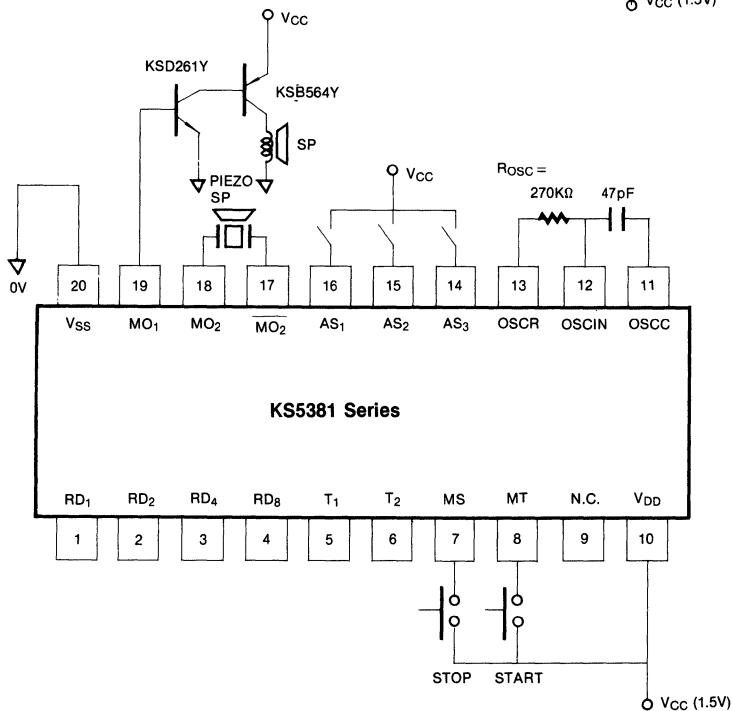 VCC (1.5V)
VCC
KSD261Y
KSB564Y
SP
PIEZO
SP
VCC
ROSC =
270KΩ
47pF
0V
20 19 18 17 16 15 14 13 12 11
VSS MO1 MO2 M̅O̅2̅ AS1 AS2 AS3 OSCR OSCIN OSCC
KS5381 Series
RD1 RD2 RD4 RD8 T1 T2 MS MT N.C. VDD
1 2 3 4 5 6 7 8 9 10
STOP START
VCC (1.5V)